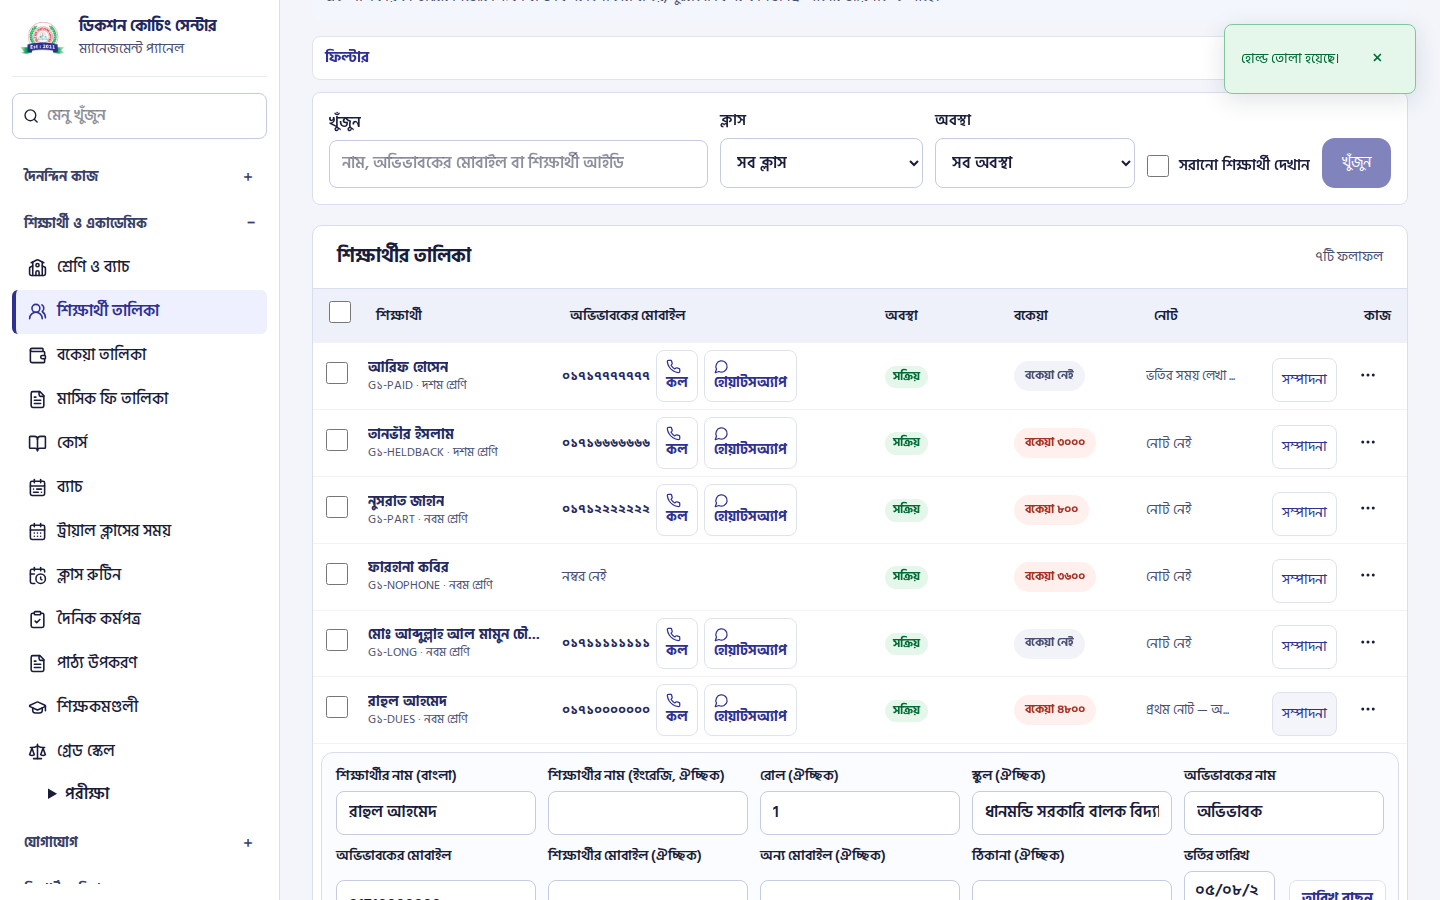 ডিকশন কোচিং সেন্টার
ম্যানেজমেন্ট প্যানেল
Est : 2011
মেনু খুঁজুন
দৈনন্দিন কাজ +
শিক্ষার্থী ও একাডেমিক −
শ্রেণি ও ব্যাচ
শিক্ষার্থী তালিকা
বকেয়া তালিকা
মাসিক ফি তালিকা
কোর্স
ব্যাচ
ট্রায়াল ক্লাসের সময়
ক্লাস রুটিন
দৈনিক কর্মপত্র
পাঠ্য উপকরণ
শিক্ষকমণ্ডলী
গ্রেড স্কেল
পরীক্ষা
যোগাযোগ +
ফিল্টার
হোল্ড তোলা হয়েছে। ×
খুঁজুন ক্লাস অবস্থা
নাম, অভিভাবকের মোবাইল বা শিক্ষার্থী আইডি সব ক্লাস সব অবস্থা সরানো শিক্ষার্থী দেখান খুঁজুন
শিক্ষার্থীর তালিকা ৭টি ফলাফল
শিক্ষার্থী অভিভাবকের মোবাইল অবস্থা বকেয়া নোট কাজ
আরিফ হোসেন ০১৭১৭৭৭৭৭৭৭ কল হোয়াটসঅ্যাপ সক্রিয় বকেয়া নেই ভর্তির সময় লেখা ... সম্পাদনা ...
G১-PAID · দশম শ্রেণি
তানভীর ইসলাম ০১৭১৬৬৬৬৬৬৬ কল হোয়াটসঅ্যাপ সক্রিয় বকেয়া ৩০০০ নোট নেই সম্পাদনা ...
G১-HELDBACK · দশম শ্রেণি
নুসরাত জাহান ০১৭১২২২২২২২ কল হোয়াটসঅ্যাপ সক্রিয় বকেয়া ৮০০ নোট নেই সম্পাদনা ...
G১-PART · নবম শ্রেণি
ফারহানা কবির নম্বর নেই সক্রিয় বকেয়া ৩৬০০ নোট নেই সম্পাদনা ...
G১-NOPHONE · নবম শ্রেণি
মোঃ আব্দুল্লাহ আল মামুন চৌ... ০১৭১১১১১১১১ কল হোয়াটসঅ্যাপ সক্রিয় বকেয়া নেই নোট নেই সম্পাদনা ...
G১-LONG · নবম শ্রেণি
রাহুল আহমেদ ০১৭১০০০০০০০ কল হোয়াটসঅ্যাপ সক্রিয় বকেয়া ৪৮০০ প্রথম নোট — অ... সম্পাদনা ...
G১-DUES · নবম শ্রেণি
শিক্ষার্থীর নাম (বাংলা) শিক্ষার্থীর নাম (ইংরেজি, ঐচ্ছিক) রোল (ঐচ্ছিক) স্কুল (ঐচ্ছিক) অভিভাবকের নাম
রাহুল আহমেদ 1 ধানমন্ডি সরকারি বালক বিদ্যা অভিভাবক
অভিভাবকের মোবাইল শিক্ষার্থীর মোবাইল (ঐচ্ছিক) অন্য মোবাইল (ঐচ্ছিক) ঠিকানা (ঐচ্ছিক) ভর্তির তারিখ
০৫/০৮/২ তারিখ বাছুন